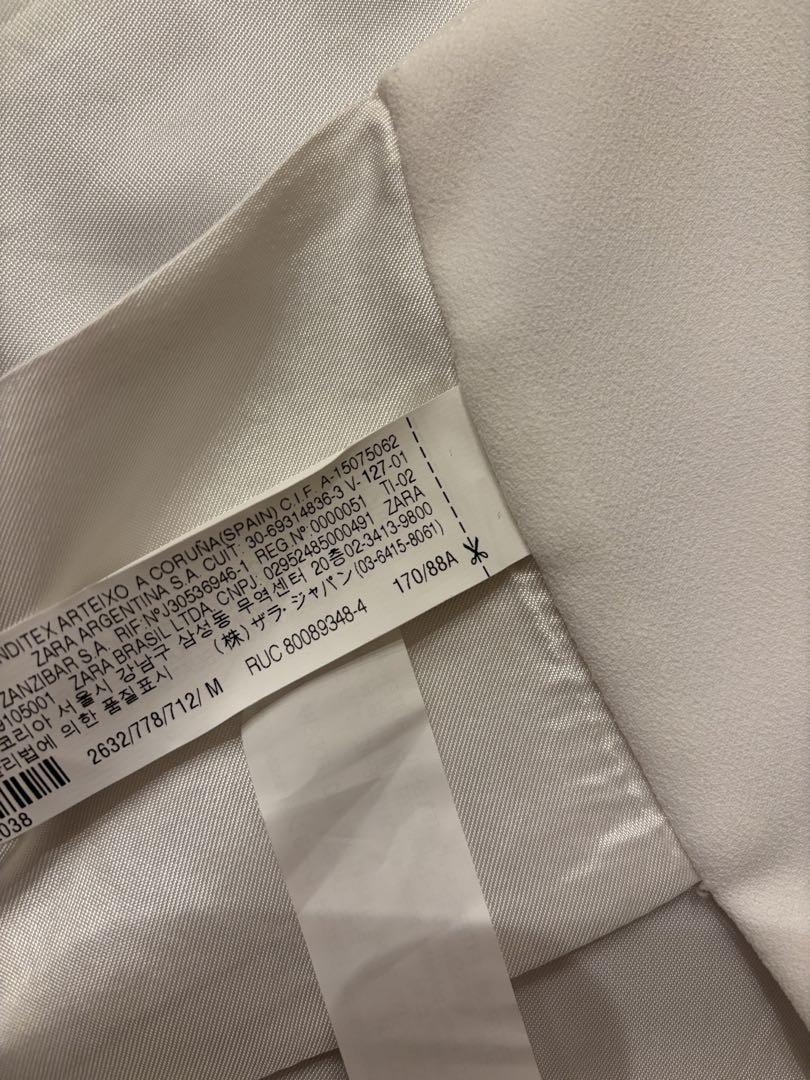 NDITEX ARTEIXO A CORUÑA(SPAIN) C.I.F. A-15075062
ZARA ARGENTINA S.A. CUIT: 30-69314836-3 V-127-01
ZANZIBAR S.A. RIF NºJ30536946-1 REG.Nº 0000051 TI-02
9105001 ZARA BRASIL LTDA, CNPJ: 02952485000491 ZARA
코리아 서울시 강남구 삼성동 무역센터 20층02-3413-9800
리법에 의한 품질표시 (株) ザラ・ジャパン (03-6415-8061)
2632/778/712/ M RUC 80089348-4 170/88A
038